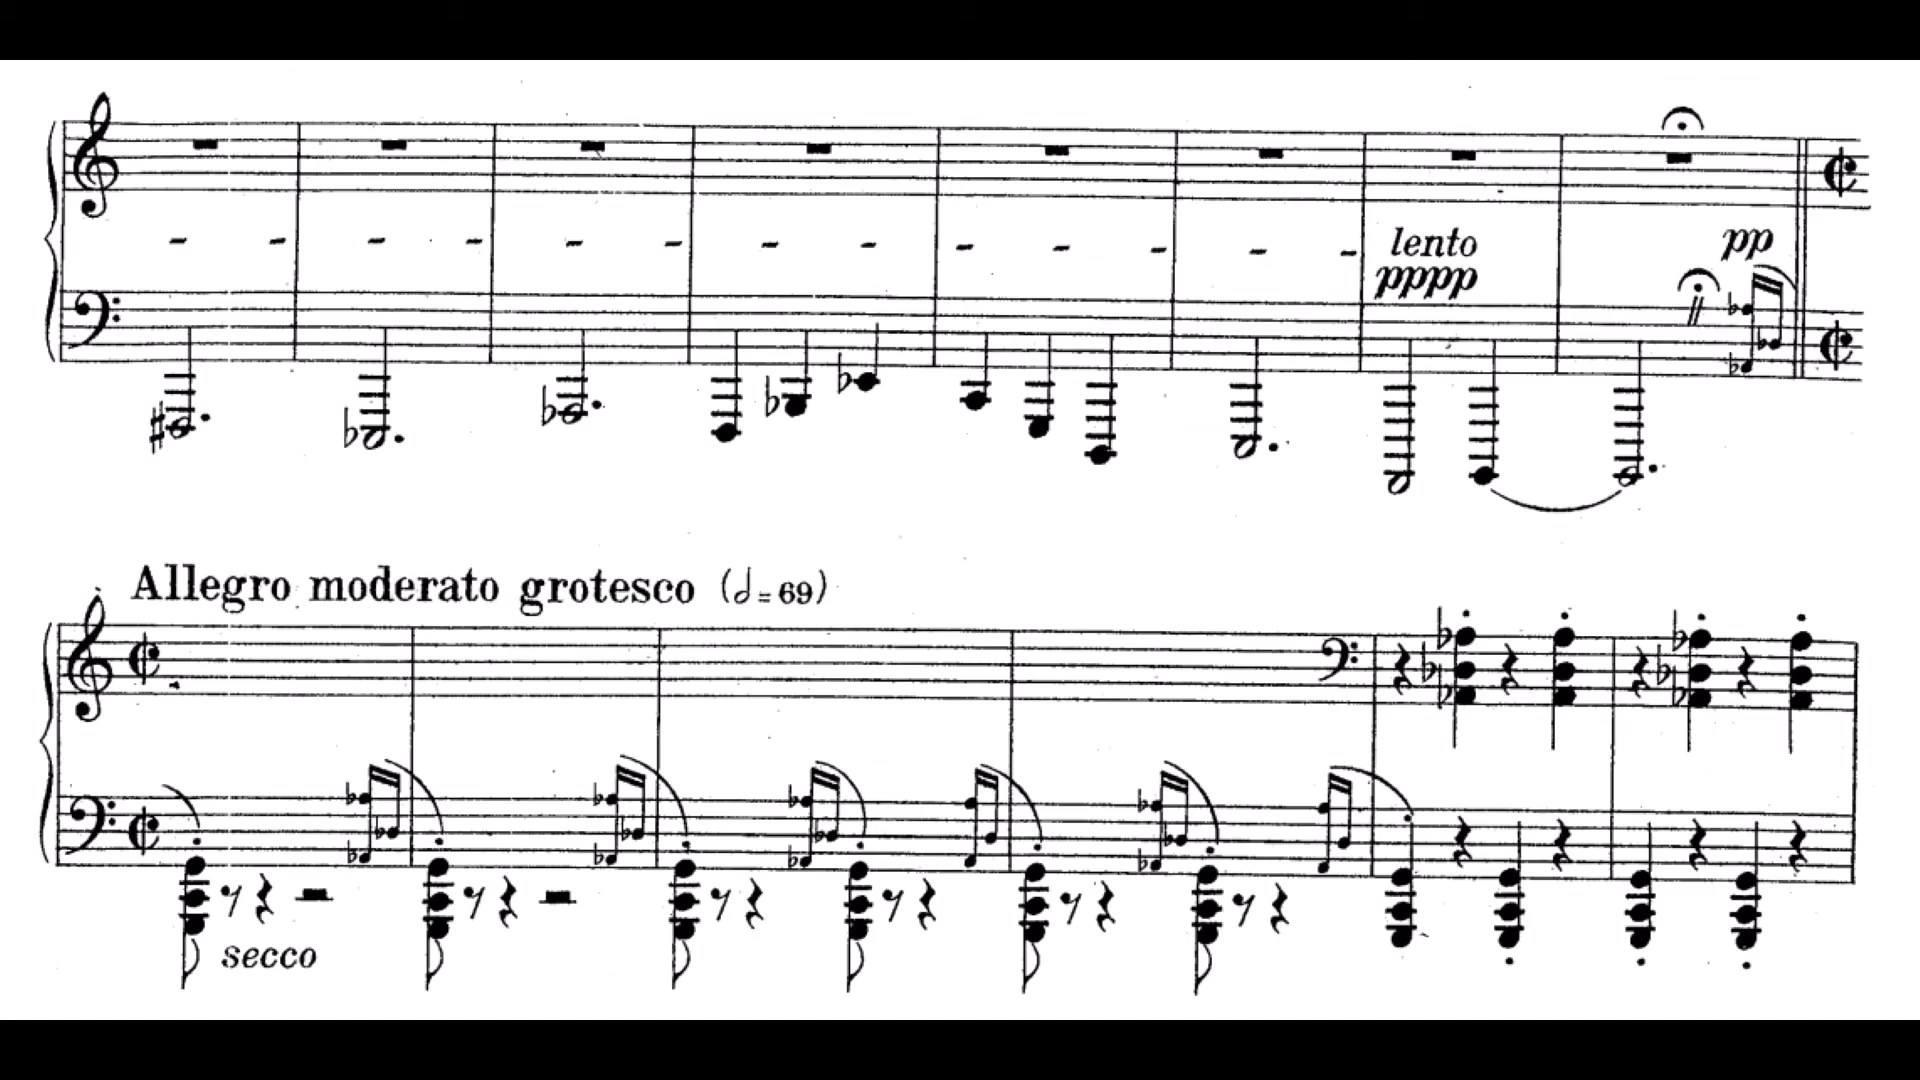 lento
pppp
pp
Allegro moderato grotesco (𝅗𝅥 = 69)
secco